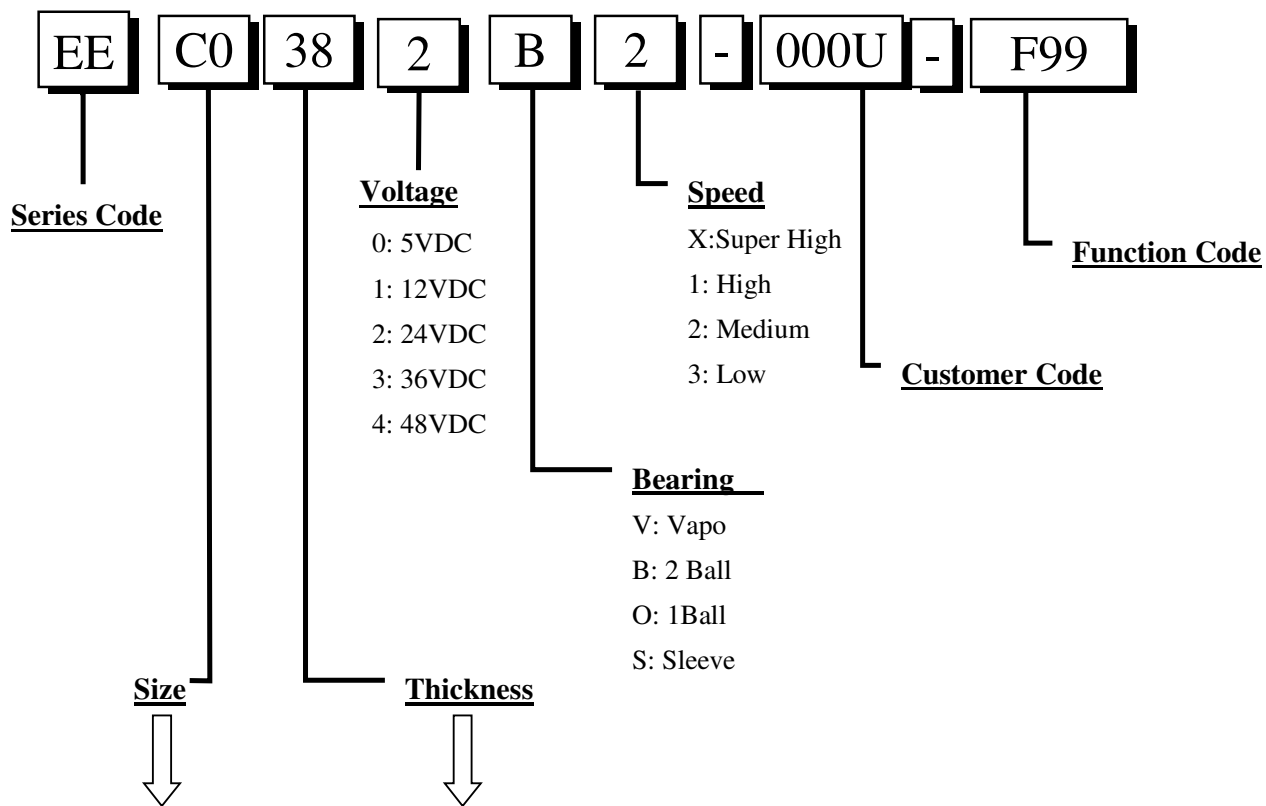 EE C0 38 2 B 2 - 000U - F99
Series Code
Voltage
0: 5VDC
1: 12VDC
2: 24VDC
3: 36VDC
4: 48VDC
Speed
X:Super High
1: High
2: Medium
3: Low
Function Code
Customer Code
Bearing
V: Vapo
B: 2 Ball
O: 1Ball
S: Sleeve
Size
Thickness